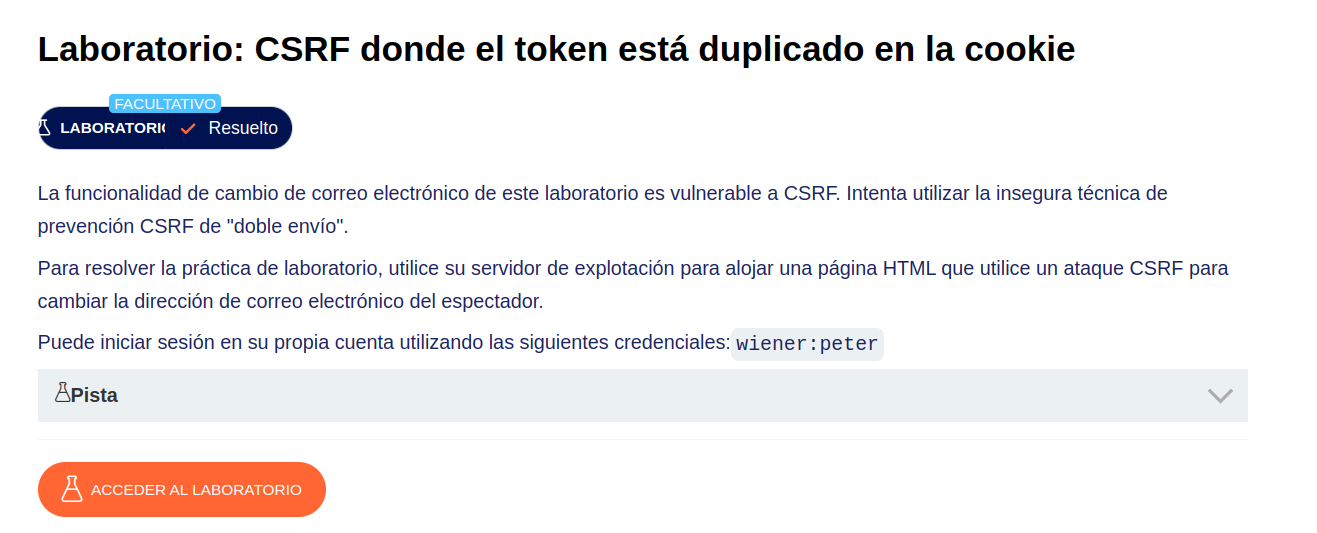 Laboratorio: CSRF donde el token está duplicado en la cookie
FACULTATIVO
LABORATORIO
Resuelto
La funcionalidad de cambio de correo electrónico de este laboratorio es vulnerable a CSRF. Intenta utilizar la insegura técnica de
prevención CSRF de "doble envío".
Para resolver la práctica de laboratorio, utilice su servidor de explotación para alojar una página HTML que utilice un ataque CSRF para
cambiar la dirección de correo electrónico del espectador.
Puede iniciar sesión en su propia cuenta utilizando las siguientes credenciales: wiener:peter
Pista
ACCEDER AL LABORATORIO